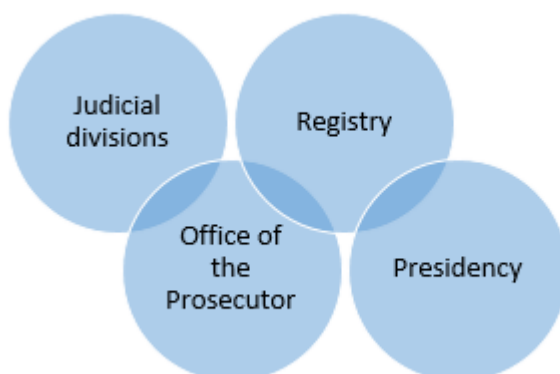 Judicial
divisions
Registry
Office of
the
Prosecutor
Presidency